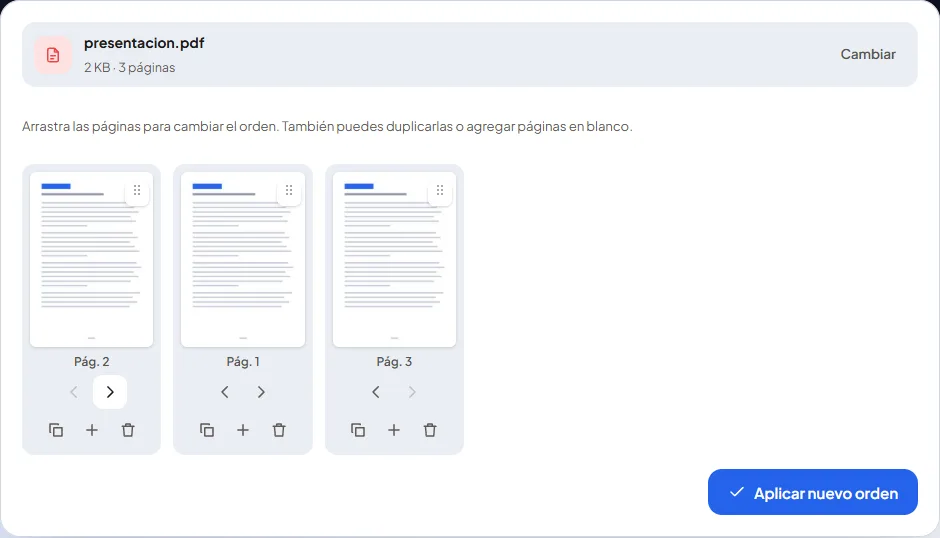 presentacion.pdf
2 KB · 3 páginas
Cambiar
Arrastra las páginas para cambiar el orden. También puedes duplicarlas o agregar páginas en blanco.
Pág. 2
Pág. 1
Pág. 3
Aplicar nuevo orden